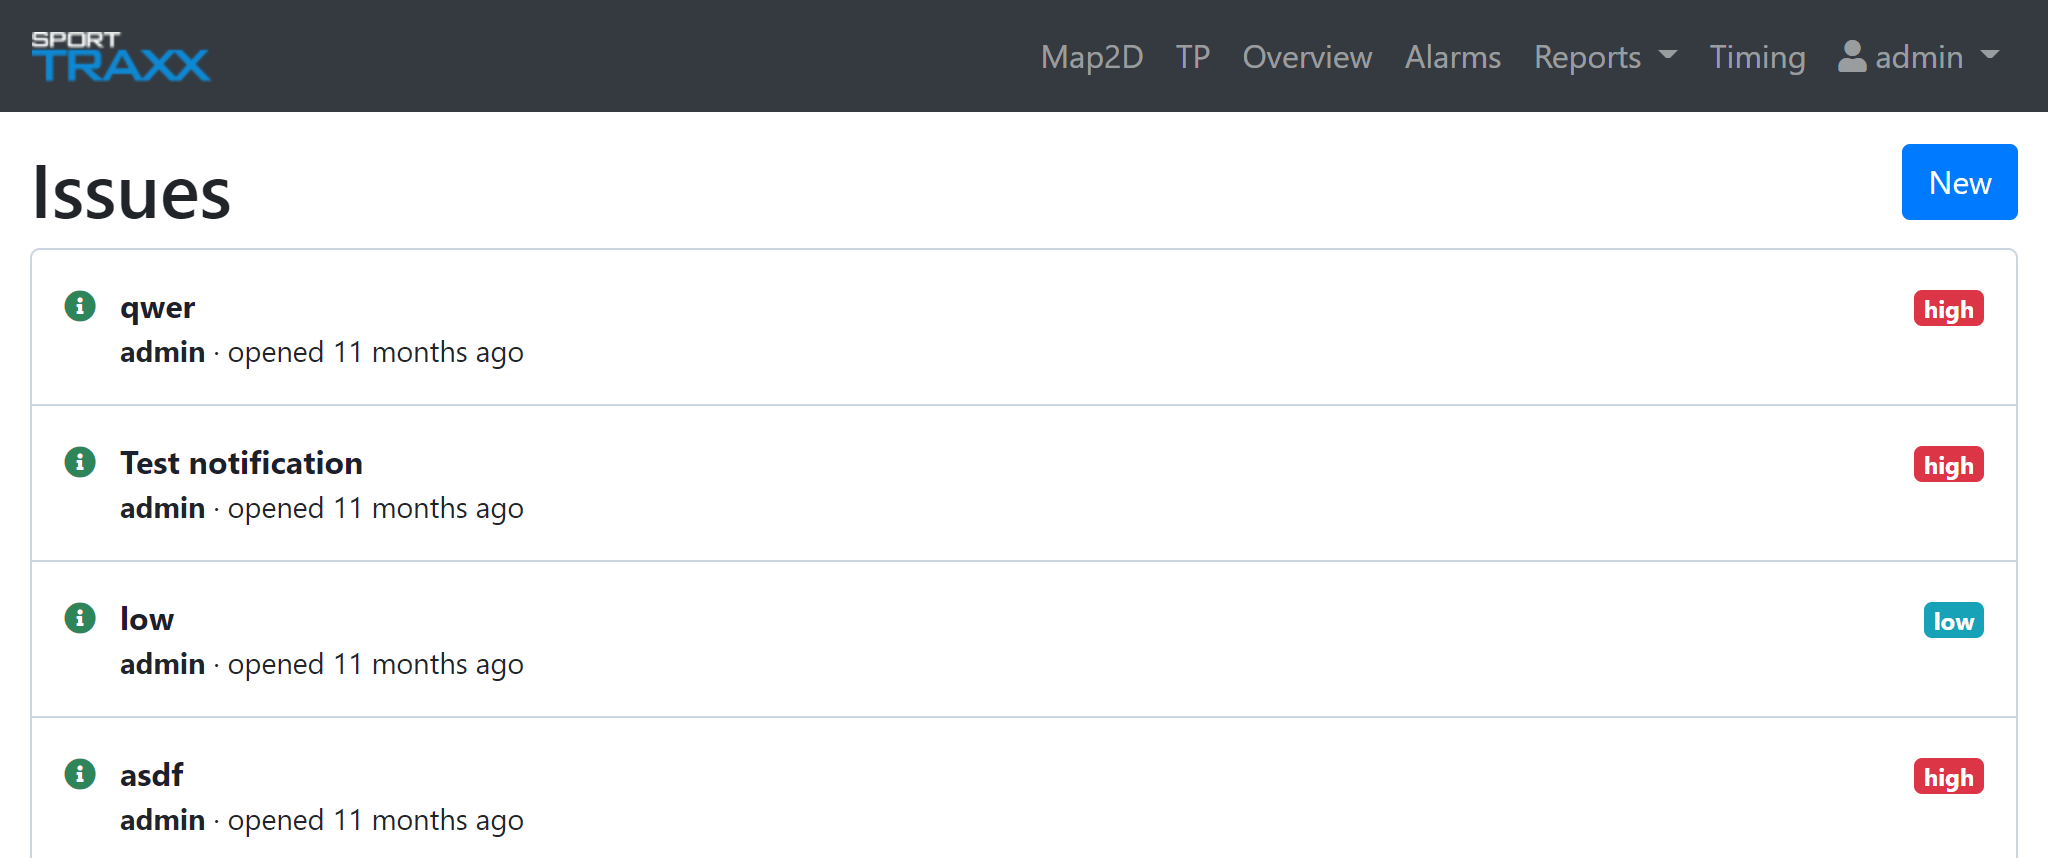 SPORT
TRAXX
Map2D TP Overview Alarms Reports Timing admin
Issues
New
qwer
high
admin · opened 11 months ago
Test notification
high
admin · opened 11 months ago
low
low
admin · opened 11 months ago
asdf
high
admin · opened 11 months ago